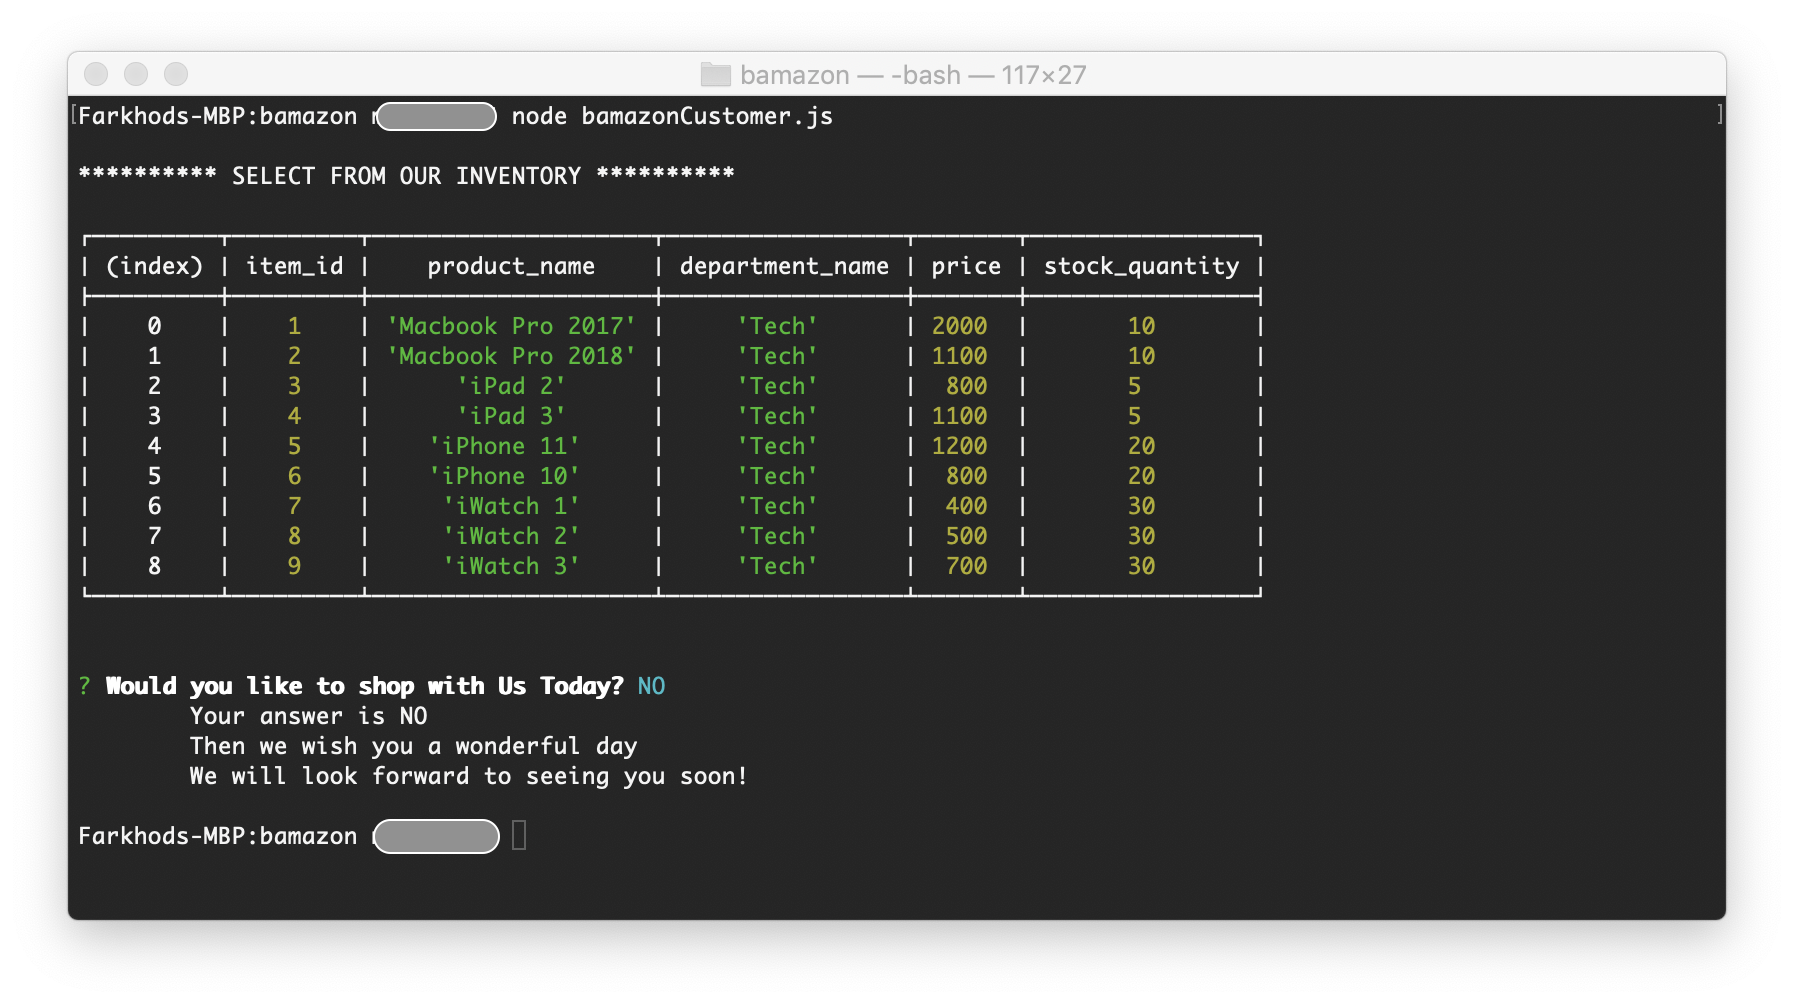 bamazon — -bash — 117×27
[Farkhods-MBP:bamazon node bamazonCustomer.js ]
********** SELECT FROM OUR INVENTORY **********
(index) | item_id | product_name | department_name | price | stock_quantity
0 | 1 | 'Macbook Pro 2017' | 'Tech' | 2000 | 10
1 | 2 | 'Macbook Pro 2018' | 'Tech' | 1100 | 10
2 | 3 | 'iPad 2' | 'Tech' | 800 | 5
3 | 4 | 'iPad 3' | 'Tech' | 1100 | 5
4 | 5 | 'iPhone 11' | 'Tech' | 1200 | 20
5 | 6 | 'iPhone 10' | 'Tech' | 800 | 20
6 | 7 | 'iWatch 1' | 'Tech' | 400 | 30
7 | 8 | 'iWatch 2' | 'Tech' | 500 | 30
8 | 9 | 'iWatch 3' | 'Tech' | 700 | 30
? Would you like to shop with Us Today? NO
Your answer is NO
Then we wish you a wonderful day
We will look forward to seeing you soon!
Farkhods-MBP:bamazon